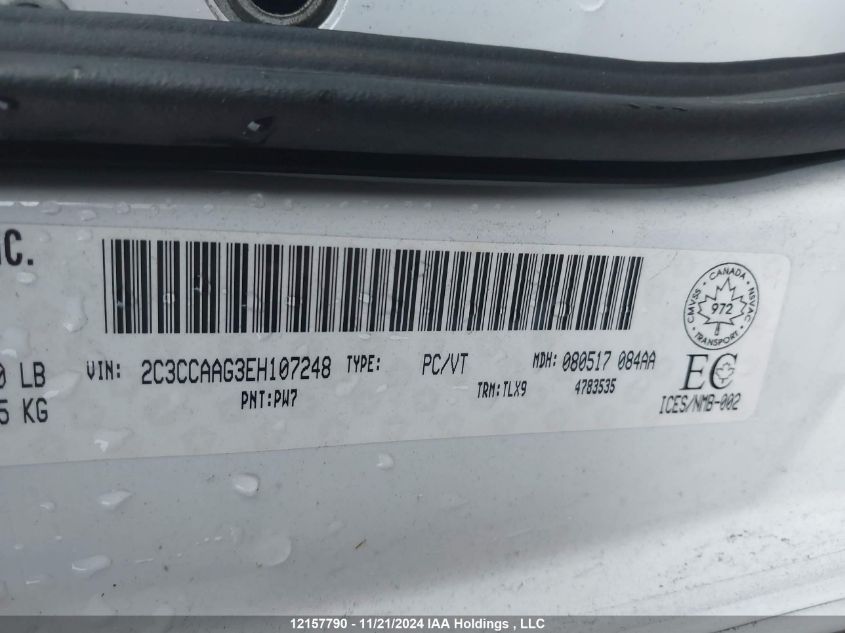 NC.
0 LB
5 KG
VIN: 2C3CCAAG3EH107248 TYPE: PC/VT MDH: 080517 084AA
PNT:PW7 TRM:TLX9 4783535
CANADA
CMVSS NSVAC
972
TRANSPORT
EC
ICES/NMB-002
12157790 - 11/21/2024 IAA Holdings , LLC